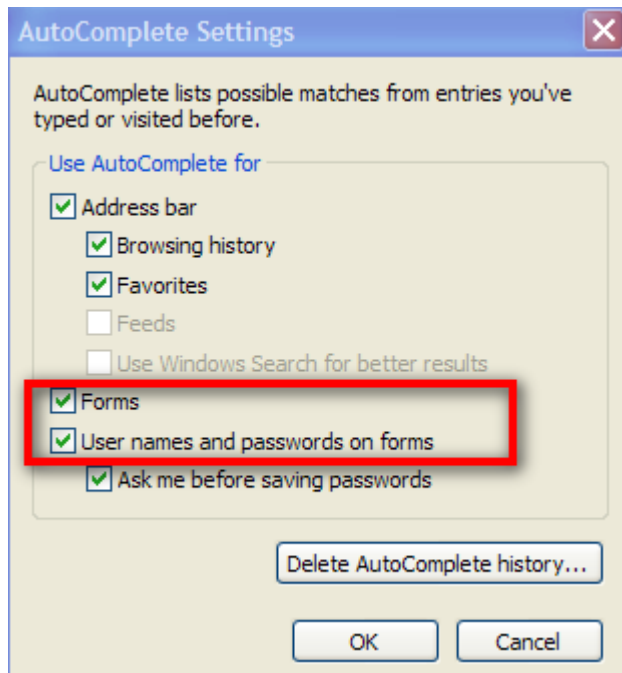 AutoComplete Settings
AutoComplete lists possible matches from entries you've
typed or visited before.
Use AutoComplete for
Address bar
Browsing history
Favorites
Feeds
Use Windows Search for better results
Forms
User names and passwords on forms
Ask me before saving passwords
Delete AutoComplete history...
OK Cancel